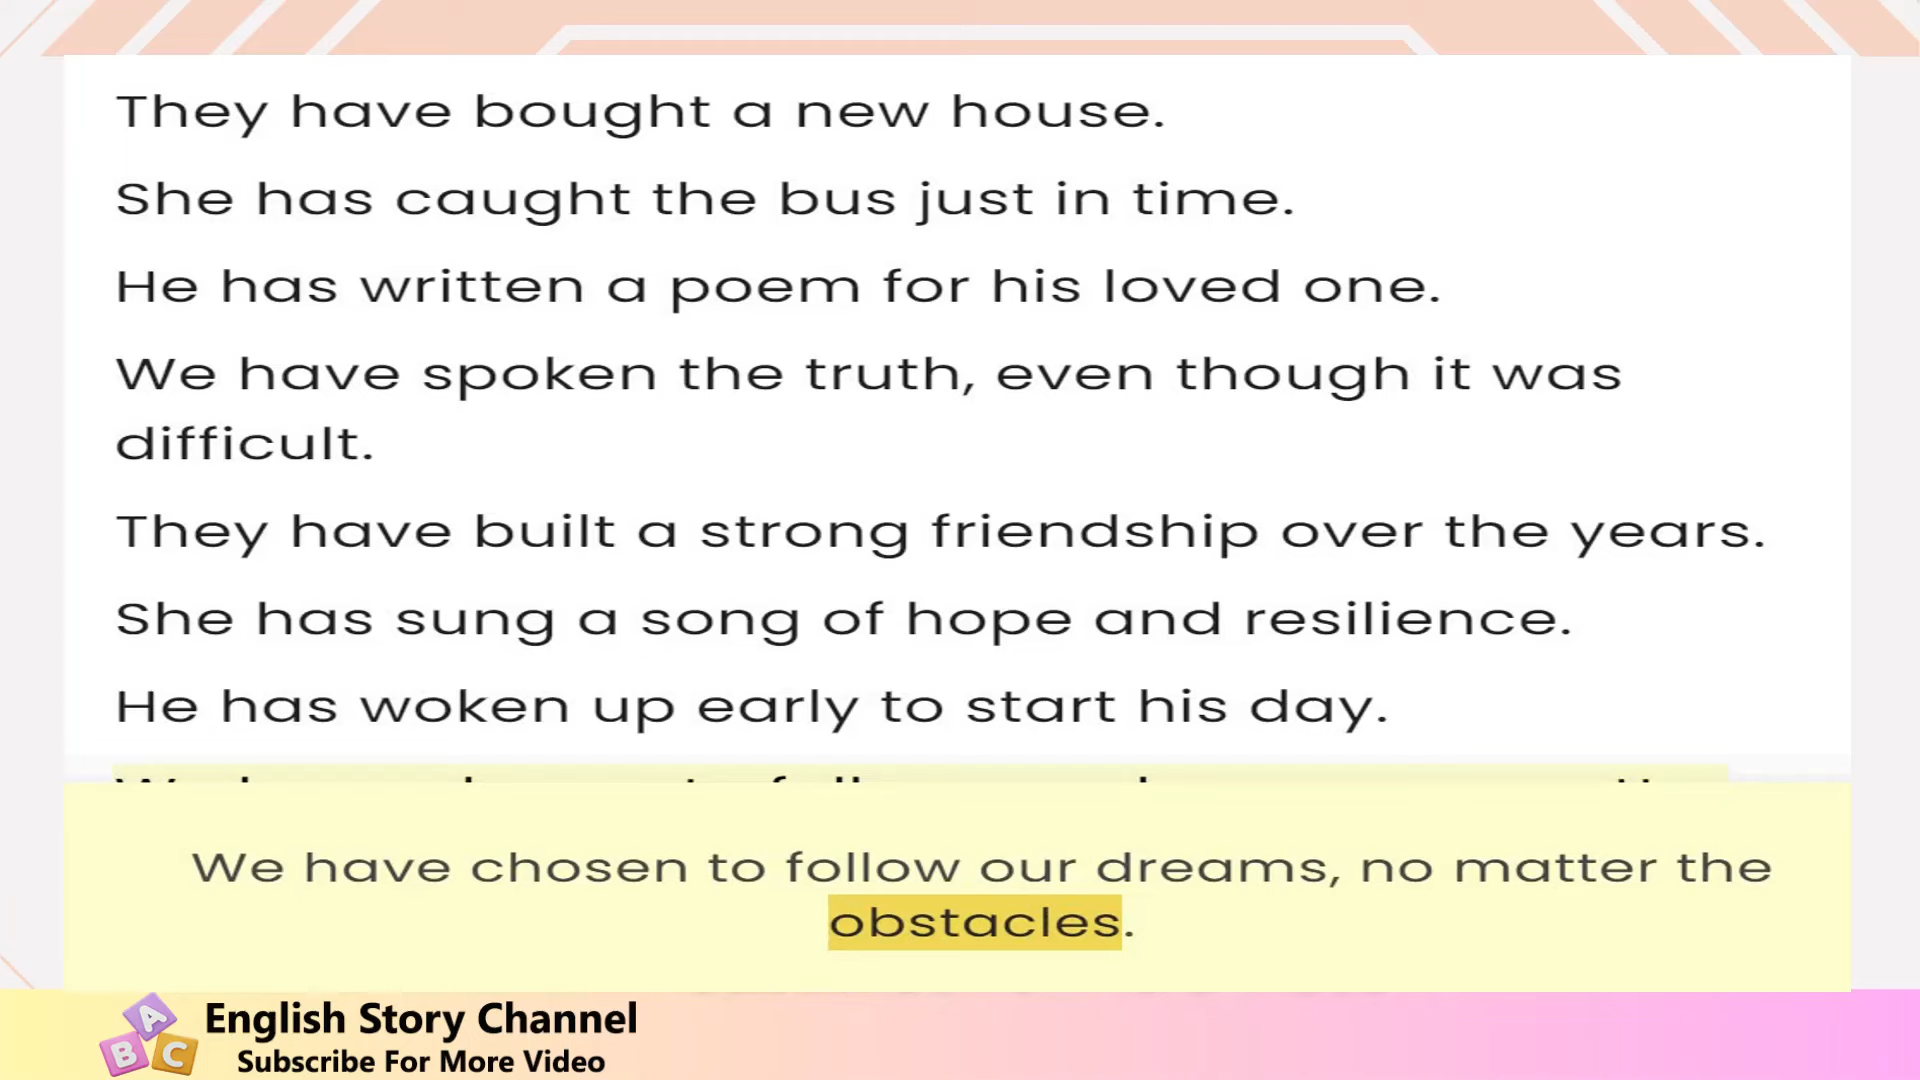 They have bought a new house.
She has caught the bus just in time.
He has written a poem for his loved one.
We have spoken the truth, even though it was
difficult.
They have built a strong friendship over the years.
She has sung a song of hope and resilience.
He has woken up early to start his day.
We have chosen to follow our dreams, no matter the
obstacles.
A
B C
English Story Channel
Subscribe For More Video